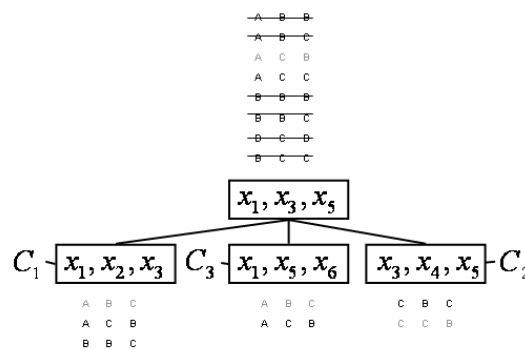 A B B
A B C
A C B
A C C
B B B
B B C
B C B
B C C
x₁, x₃, x₅
C₁ x₁, x₂, x₃ C₃ x₁, x₅, x₆ x₃, x₄, x₅ C₂
A B C A B C C B C
A C B A C B C C B
B B C